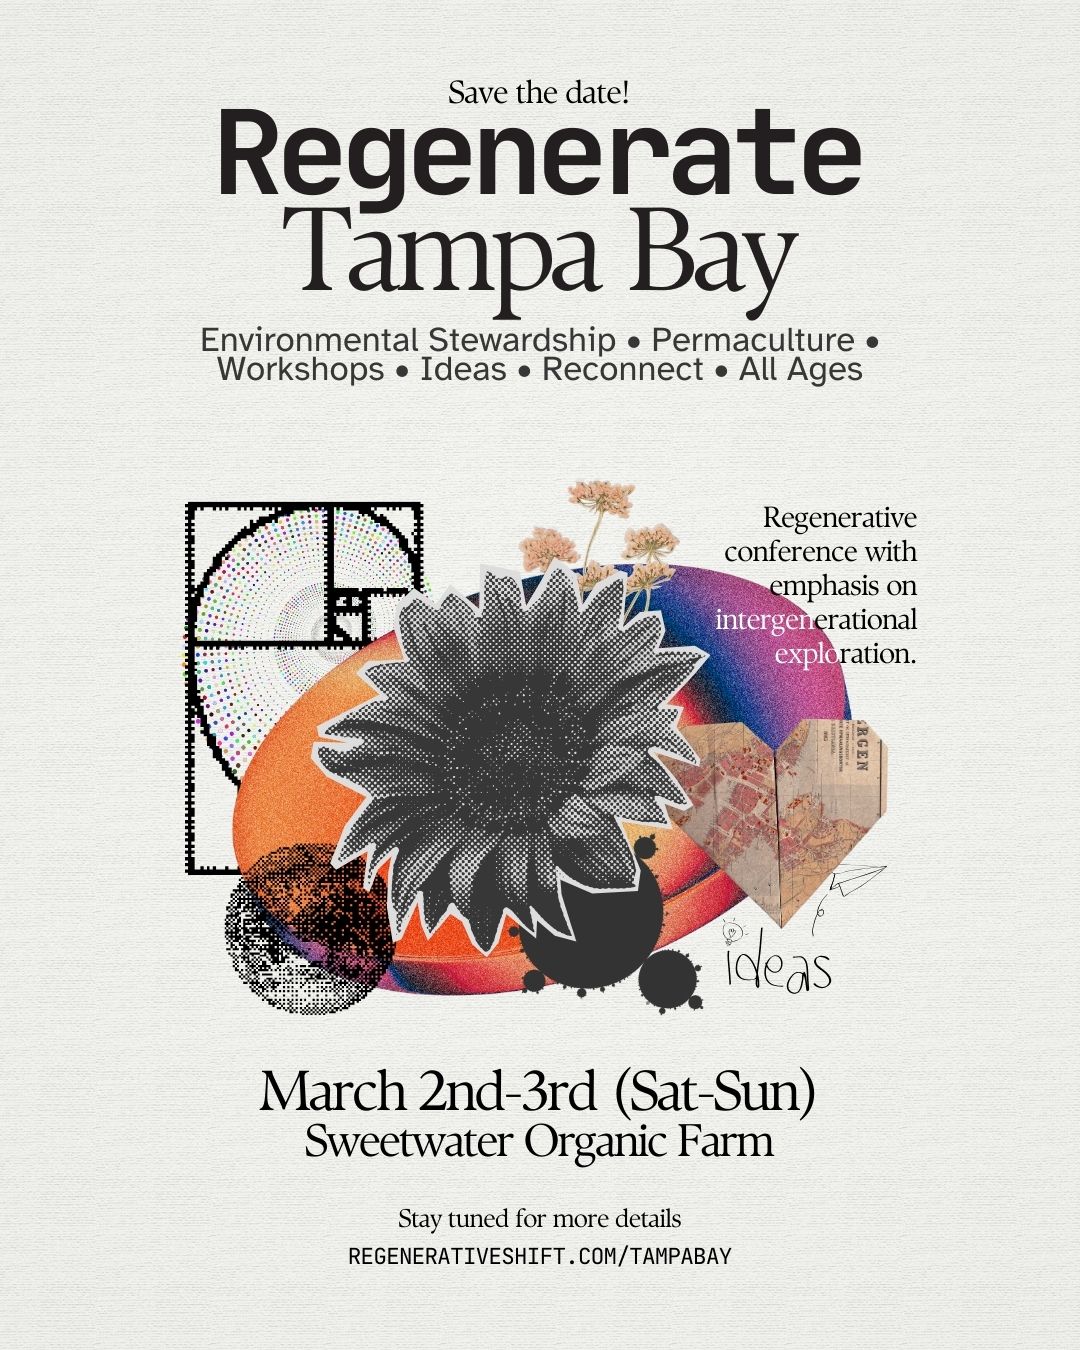 Save the date!
Regenerate
Tampa Bay
Environmental Stewardship • Permaculture •
Workshops • Ideas • Reconnect • All Ages
Regenerative
conference with
emphasis on
intergenerational
exploration.
RGEN
ideas
March 2nd-3rd (Sat-Sun)
Sweetwater Organic Farm
Stay tuned for more details
REGENERATIVESHIFT.COM/TAMPABAY